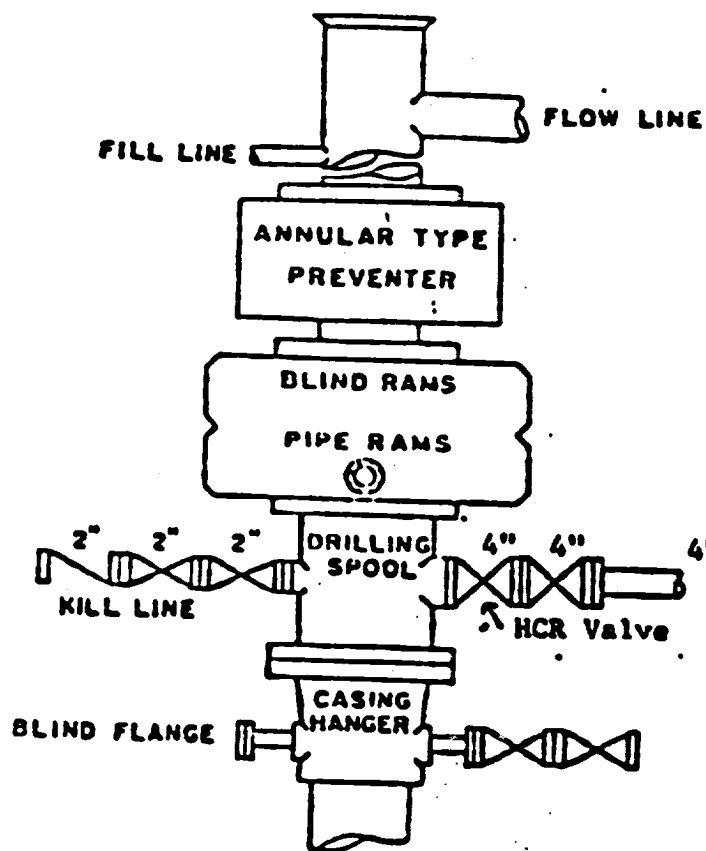 FLOW LINE
FILL LINE
ANNULAR TYPE
PREVENTER
BLIND RAMS
PIPE RAMS
2" 2" 2"
DRILLING
SPOOL
4" 4" 4"
KILL LINE
HCR Valve
CASING
HANGER
BLIND FLANGE